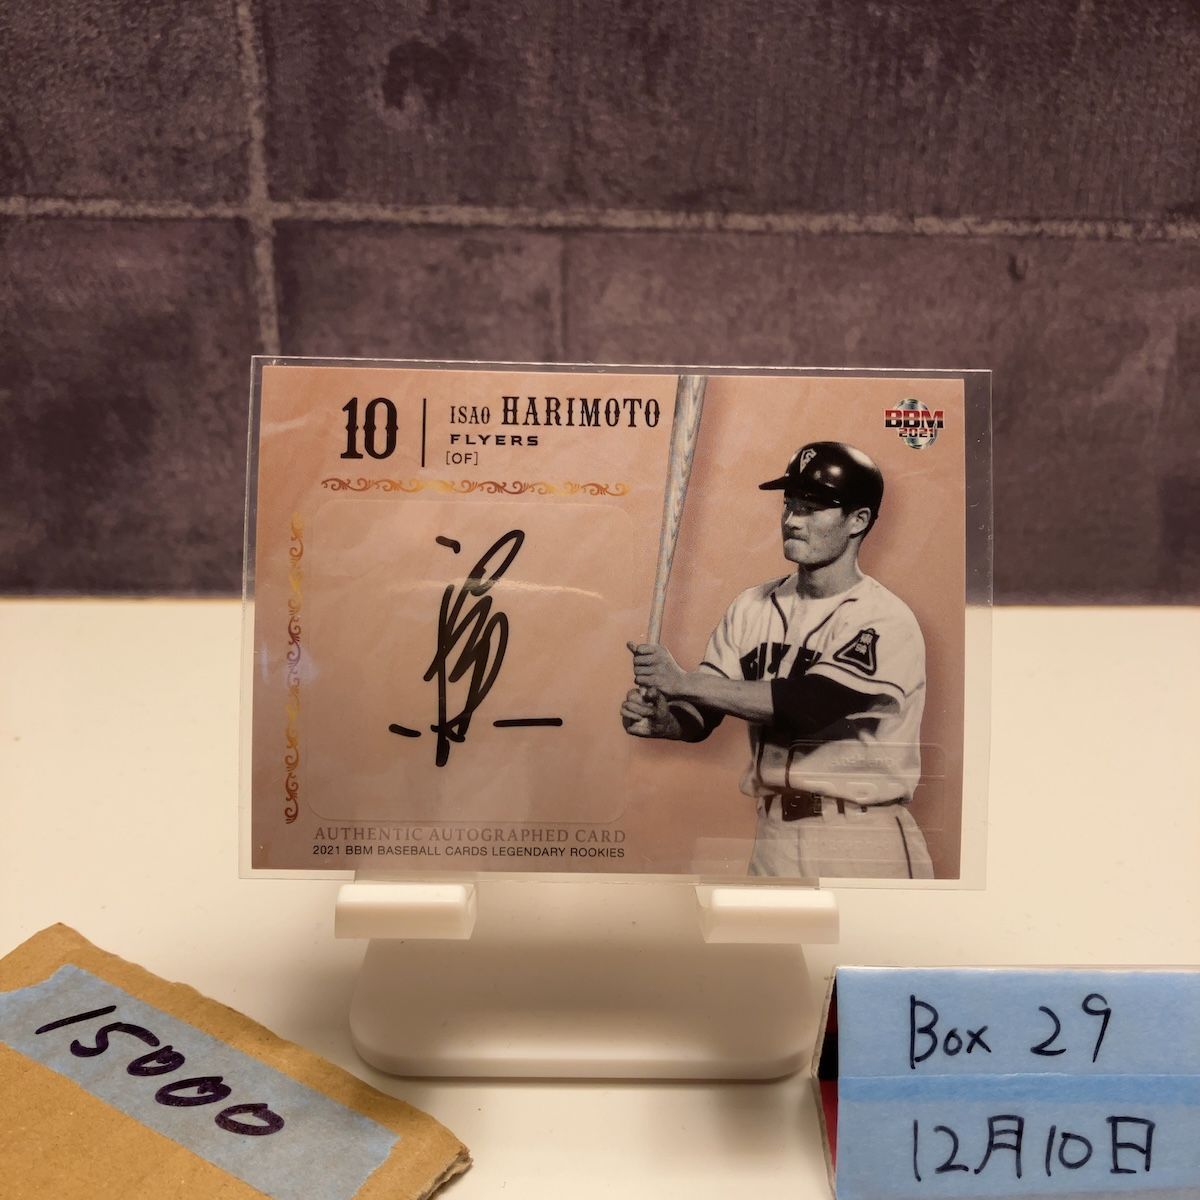 10
ISAO HARIMOTO
FLYERS
[OF]
BBM
2021
AUTHENTIC AUTOGRAPHED CARD
2021 BBM BASEBALL CARDS LEGENDARY ROOKIES
15000
Box 29
12月10日